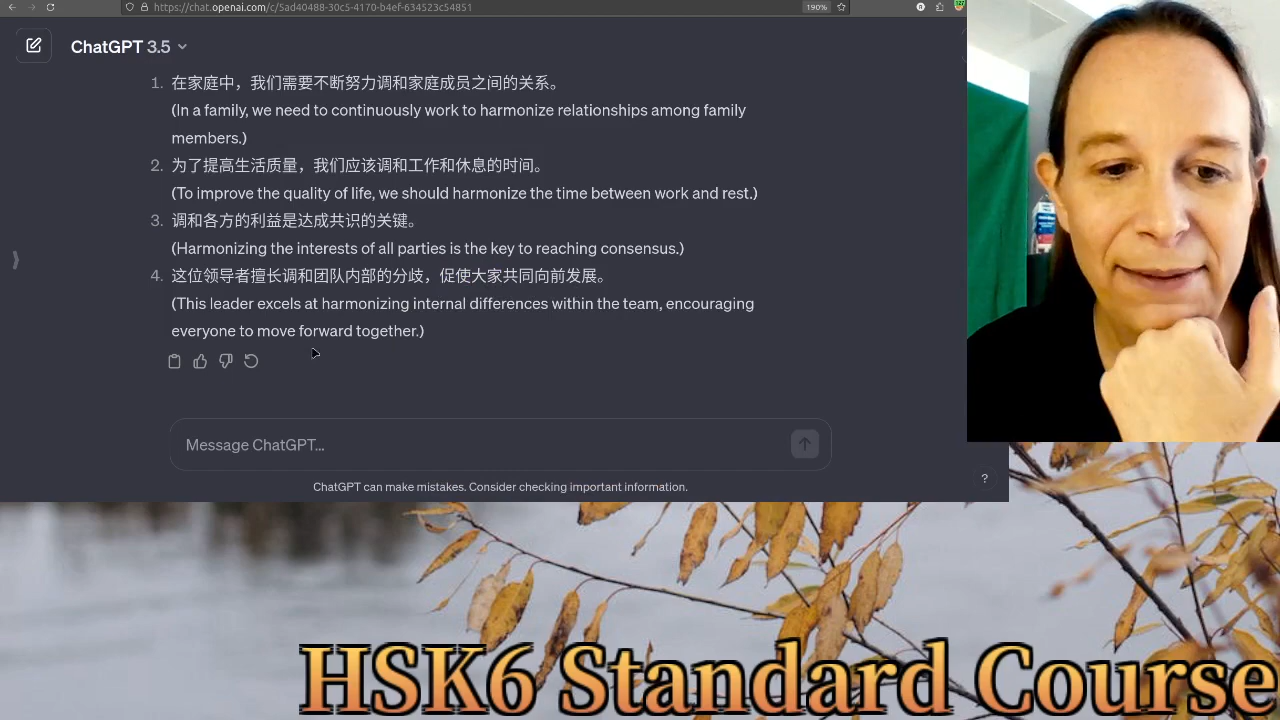 https://chat.openai.com/c/5ad40488-30c5-4170-b4ef-634523c54851
190%
ChatGPT 3.5
1. 在家庭中，我们需要不断努力调和家庭成员之间的关系。
(In a family, we need to continuously work to harmonize relationships among family
members.)
2. 为了提高生活质量，我们应该调和工作和休息的时间。
(To improve the quality of life, we should harmonize the time between work and rest.)
3. 调和各方的利益是达成共识的关键。
(Harmonizing the interests of all parties is the key to reaching consensus.)
4. 这位领导者擅长调和团队内部的分歧，促使大家共同向前发展。
(This leader excels at harmonizing internal differences within the team, encouraging
everyone to move forward together.)
Message ChatGPT...
ChatGPT can make mistakes. Consider checking important information.
?
HSK6 Standard Course